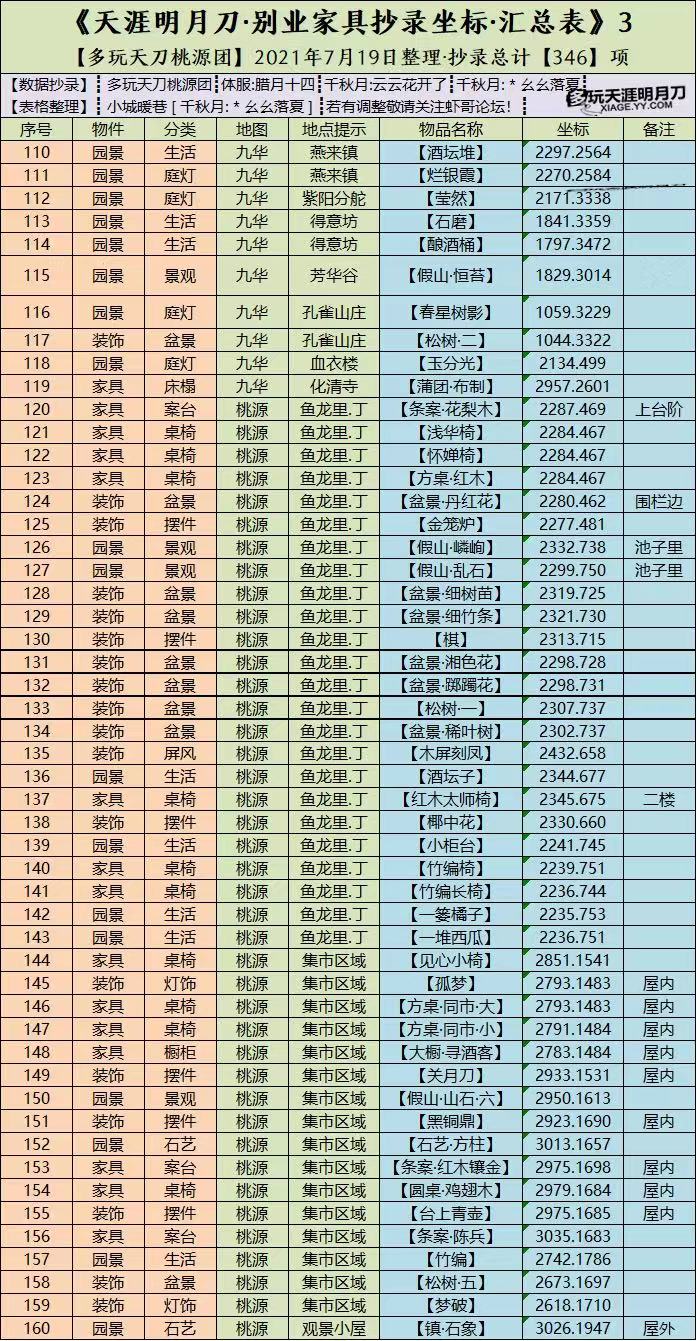 《天涯明月刀·别业家具抄录坐标·汇总表》3
【多玩天刀桃源团】2021年7月19日整理·抄录总计【346】项
【数据抄录】 多玩天刀桃源团 体服:腊月十四 千秋月:云云花开了 千秋月: * 幺幺落夏
【表格整理】 小城暖巷 [ 千秋月: * 幺幺落夏 ] 若有调整敬请关注虾哥论坛！
多玩天涯明月刀
XIAGE.YY.COM
序号 物件 分类 地图 地点提示 物品名称 坐标 备注
110 园景 生活 九华 燕来镇 【酒坛堆】 2297.2564
111 园景 庭灯 九华 燕来镇 【烂银霞】 2270.2584
112 园景 庭灯 九华 紫阳分舵 【莹然】 2171.3338
113 园景 生活 九华 得意坊 【石磨】 1841.3359
114 园景 生活 九华 得意坊 【酿酒桶】 1797.3472
115 园景 景观 九华 芳华谷 【假山·恒苔】 1829.3014
116 园景 庭灯 九华 孔雀山庄 【春星树影】 1059.3229
117 装饰 盆景 九华 孔雀山庄 【松树·二】 1044.3322
118 园景 庭灯 九华 血衣楼 【玉分光】 2134.499
119 家具 床榻 九华 化清寺 【蒲团·布制】 2957.2601
120 家具 案台 桃源 鱼龙里.丁 【条案·花梨木】 2287.469 上台阶
121 家具 桌椅 桃源 鱼龙里.丁 【浅华椅】 2284.467
122 家具 桌椅 桃源 鱼龙里.丁 【怀婵椅】 2284.467
123 家具 桌椅 桃源 鱼龙里.丁 【方桌·红木】 2284.467
124 装饰 盆景 桃源 鱼龙里.丁 【盆景·丹红花】 2280.462 围栏边
125 装饰 摆件 桃源 鱼龙里.丁 【金笼炉】 2277.481
126 园景 景观 桃源 鱼龙里.丁 【假山·嶙峋】 2332.738 池子里
127 园景 景观 桃源 鱼龙里.丁 【假山·乱石】 2299.750 池子里
128 装饰 盆景 桃源 鱼龙里.丁 【盆景·细树苗】 2319.725
129 装饰 盆景 桃源 鱼龙里.丁 【盆景·细竹条】 2321.730
130 装饰 摆件 桃源 鱼龙里.丁 【棋】 2313.715
131 装饰 盆景 桃源 鱼龙里.丁 【盆景·湘色花】 2298.728
132 装饰 盆景 桃源 鱼龙里.丁 【盆景·踯躅花】 2298.731
133 装饰 盆景 桃源 鱼龙里.丁 【松树·一】 2307.737
134 装饰 盆景 桃源 鱼龙里.丁 【盆景·稀叶树】 2302.737
135 装饰 屏风 桃源 鱼龙里.丁 【木屏刻凤】 2432.658
136 园景 生活 桃源 鱼龙里.丁 【酒坛子】 2344.677
137 家具 桌椅 桃源 鱼龙里.丁 【红木太师椅】 2345.675 二楼
138 装饰 摆件 桃源 鱼龙里.丁 【椰中花】 2330.660
139 园景 生活 桃源 鱼龙里.丁 【小柜台】 2241.745
140 家具 桌椅 桃源 鱼龙里.丁 【竹编椅】 2239.751
141 家具 桌椅 桃源 鱼龙里.丁 【竹编长椅】 2236.744
142 园景 生活 桃源 鱼龙里.丁 【一篓橘子】 2235.753
143 园景 生活 桃源 鱼龙里.丁 【一堆西瓜】 2236.751
144 家具 桌椅 桃源 集市区域 【见心小椅】 2851.1541
145 装饰 灯饰 桃源 集市区域 【孤梦】 2793.1483 屋内
146 家具 桌椅 桃源 集市区域 【方桌·同市·大】 2793.1483 屋内
147 家具 桌椅 桃源 集市区域 【方桌·同市·小】 2791.1484 屋内
148 家具 橱柜 桃源 集市区域 【大橱·寻酒客】 2783.1484 屋内
149 装饰 摆件 桃源 集市区域 【关月刀】 2933.1531 屋内
150 园景 景观 桃源 集市区域 【假山·山石·六】 2950.1613
151 装饰 摆件 桃源 集市区域 【黑铜鼎】 2923.1690 屋内
152 园景 石艺 桃源 集市区域 【石艺·方柱】 3013.1657
153 家具 案台 桃源 集市区域 【条案·红木镶金】 2975.1698 屋内
154 家具 桌椅 桃源 集市区域 【圆桌·鸡翅木】 2979.1684 屋内
155 装饰 摆件 桃源 集市区域 【台上青壶】 2975.1685 屋内
156 家具 案台 桃源 集市区域 【条案·陈兵】 3035.1683
157 园景 生活 桃源 集市区域 【竹编】 2742.1786
158 装饰 盆景 桃源 集市区域 【松树·五】 2673.1697
159 装饰 灯饰 桃源 集市区域 【梦破】 2618.1710
160 园景 石艺 桃源 观景小屋 【镇·石象】 3026.1947 屋外